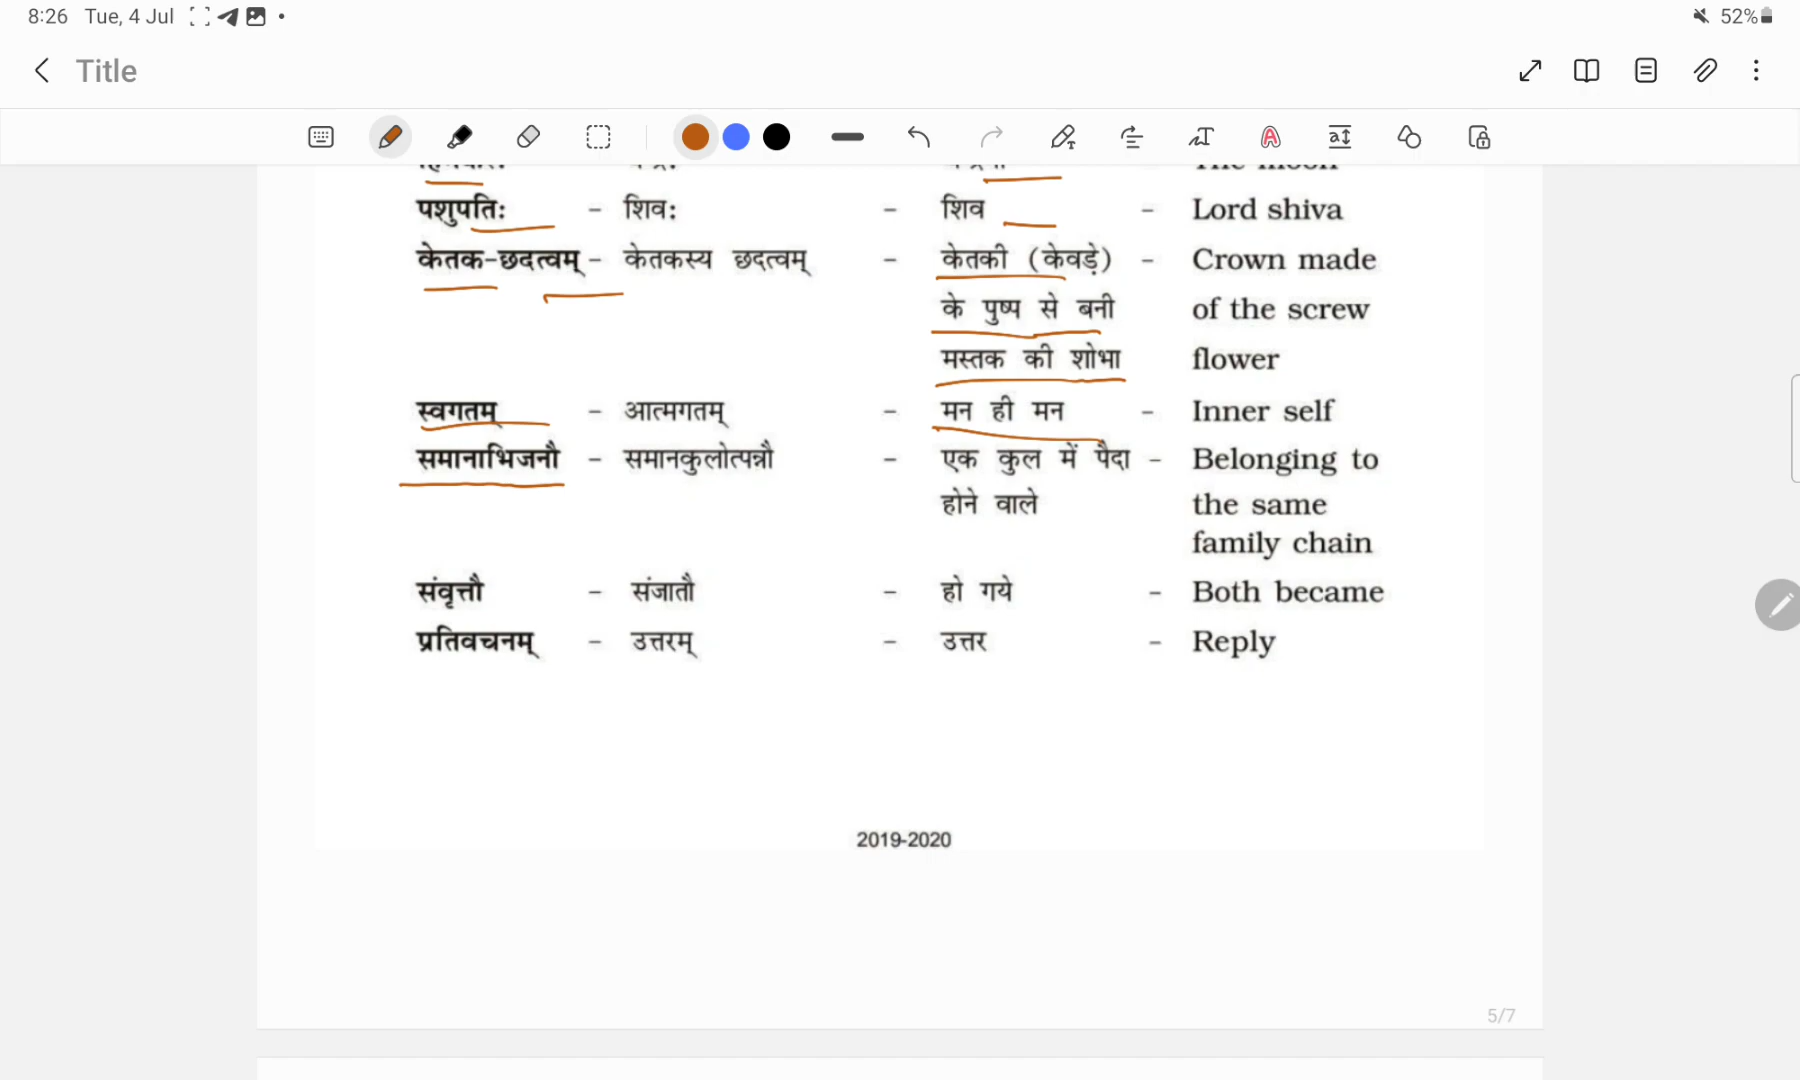 8:26 Tue, 4 Jul 52%
Title
पशुपतिः - शिवः - शिव - Lord shiva
केतक-छदत्वम् - केतकस्य छदत्वम् - केतकी (केवड़े) - Crown made
के पुष्प से बनी of the screw
मस्तक की शोभा flower
स्वगतम् - आत्मगतम् - मन ही मन - Inner self
समानाभिजनौ - समानकुलोत्पन्नौ - एक कुल में पैदा - Belonging to
होने वाले the same
family chain
संवृत्तौ - संजातौ - हो गये - Both became
प्रतिवचनम् - उत्तरम् - उत्तर - Reply
2019-2020
5/7